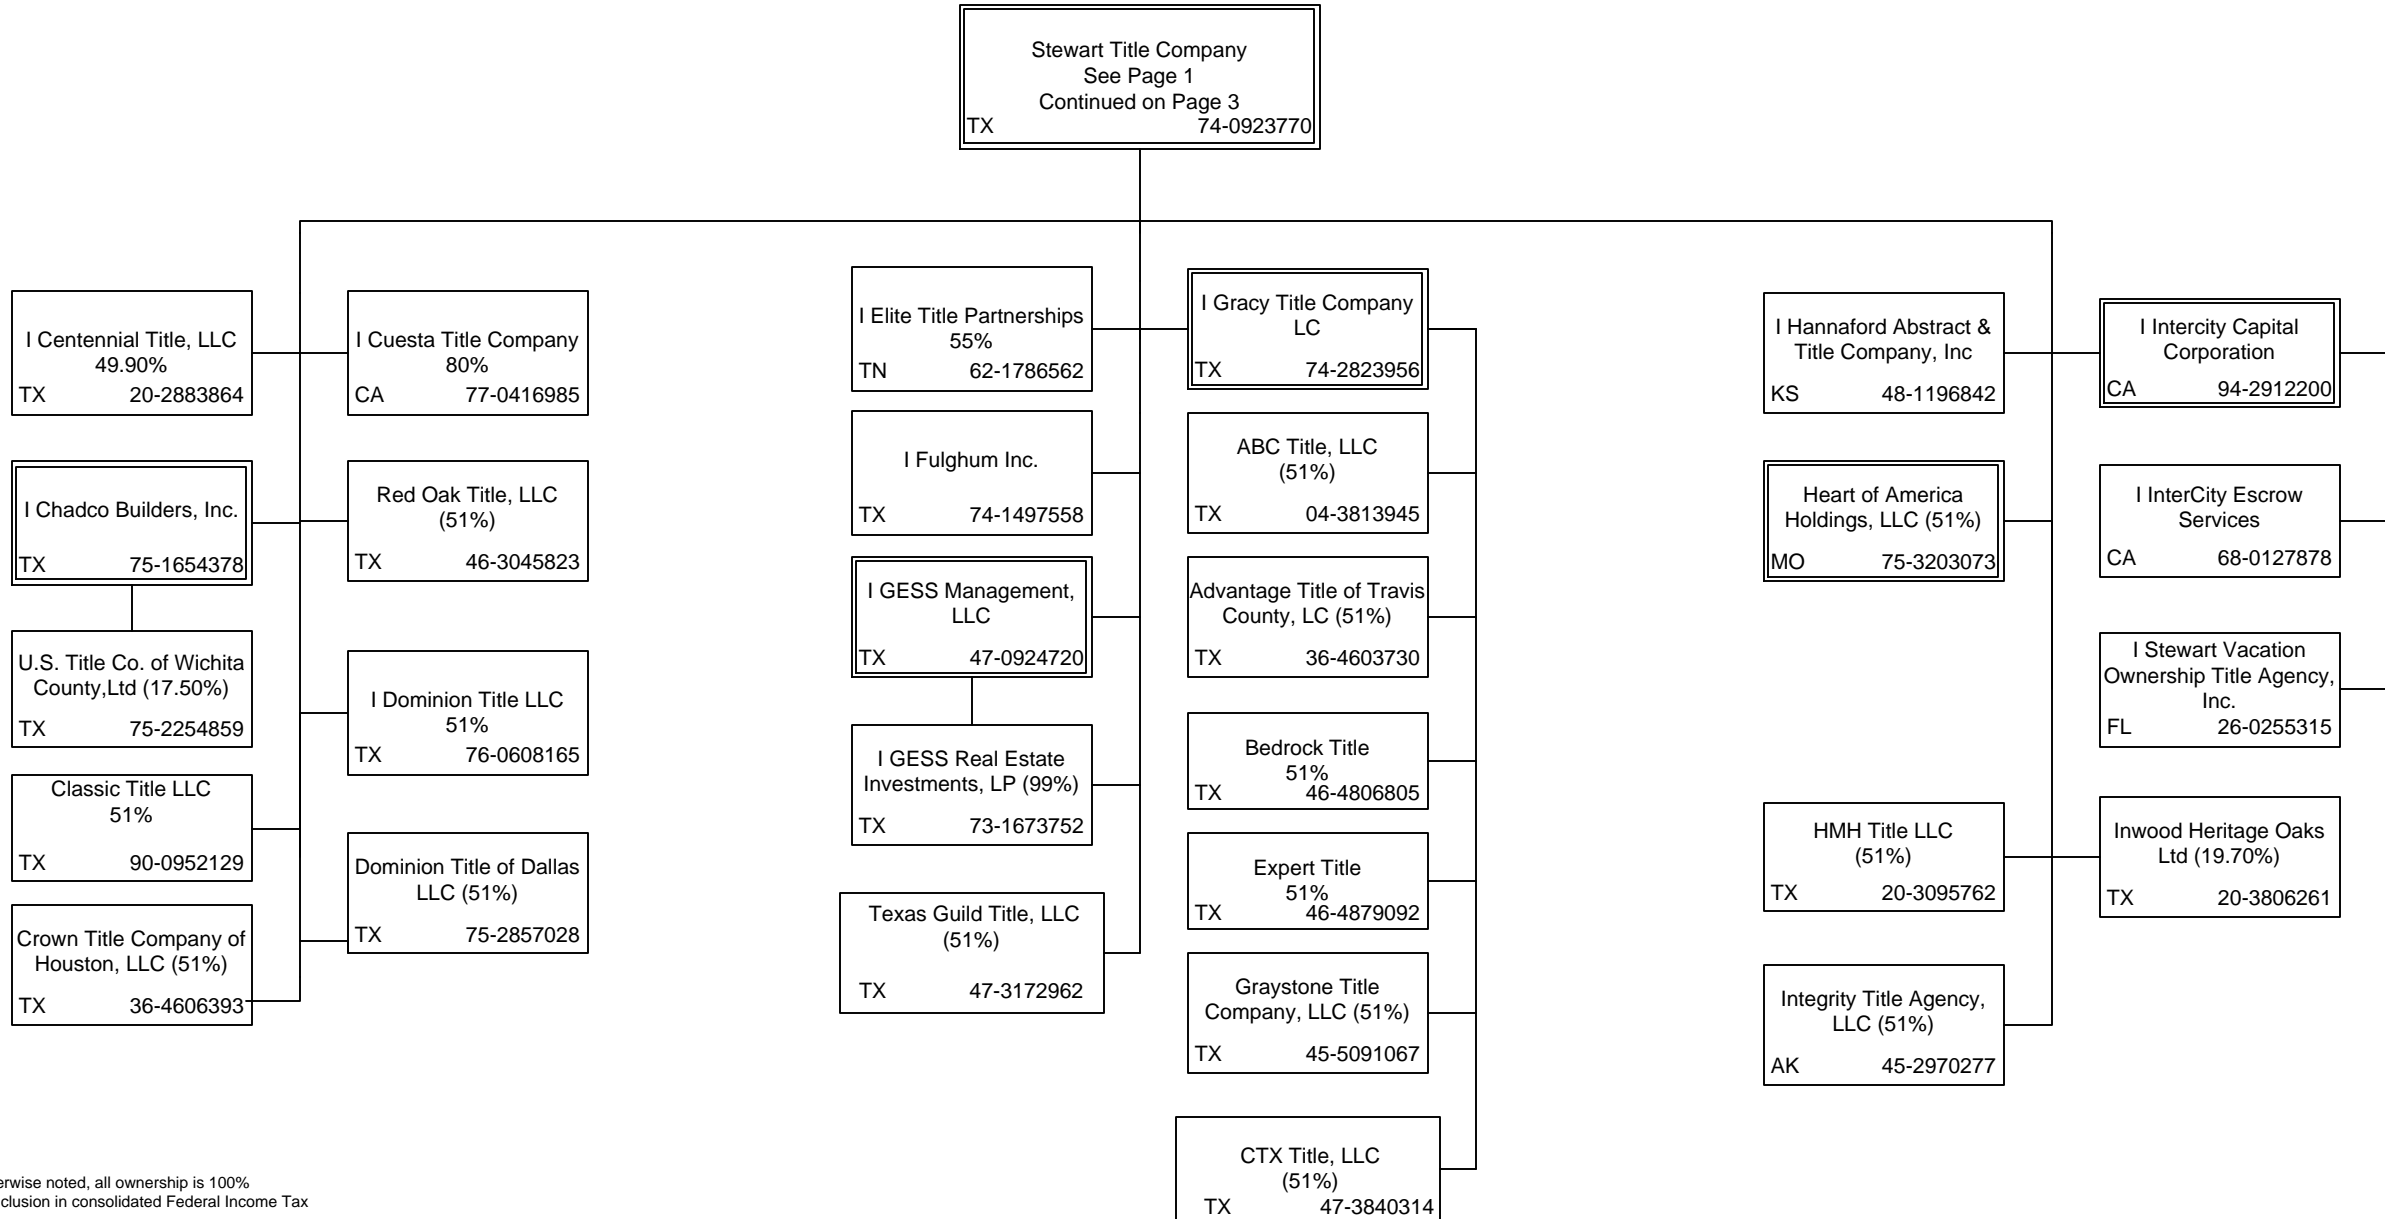 Stewart Title Company
See Page 1
Continued on Page 3
TX 74-0923770
I Centennial Title, LLC
49.90%
TX 20-2883864
I Cuesta Title Company
80%
CA 77-0416985
I Chadco Builders, Inc.
TX 75-1654378
Red Oak Title, LLC
(51%)
TX 46-3045823
U.S. Title Co. of Wichita
County,Ltd (17.50%)
TX 75-2254859
I Dominion Title LLC
51%
TX 76-0608165
Classic Title LLC
51%
TX 90-0952129
Dominion Title of Dallas
LLC (51%)
TX 75-2857028
Crown Title Company of
Houston, LLC (51%)
TX 36-4606393
I Elite Title Partnerships
55%
TN 62-1786562
I Fulghum Inc.
TX 74-1497558
I GESS Management,
LLC
TX 47-0924720
I GESS Real Estate
Investments, LP (99%)
TX 73-1673752
Texas Guild Title, LLC
(51%)
TX 47-3172962
I Gracy Title Company
LC
TX 74-2823956
ABC Title, LLC
(51%)
TX 04-3813945
Advantage Title of Travis
County, LC (51%)
TX 36-4603730
Bedrock Title
51%
TX 46-4806805
Expert Title
51%
TX 46-4879092
Graystone Title
Company, LLC (51%)
TX 45-5091067
CTX Title, LLC
(51%)
TX 47-3840314
I Hannaford Abstract &
Title Company, Inc
KS 48-1196842
I Intercity Capital
Corporation
CA 94-2912200
Heart of America
Holdings, LLC (51%)
MO 75-3203073
I InterCity Escrow
Services
CA 68-0127878
I Stewart Vacation
Ownership Title Agency,
Inc.
FL 26-0255315
HMH Title LLC
(51%)
TX 20-3095762
Inwood Heritage Oaks
Ltd (19.70%)
TX 20-3806261
Integrity Title Agency,
LLC (51%)
AK 45-2970277
erwise noted, all ownership is 100%
clusion in consolidated Federal Income Tax